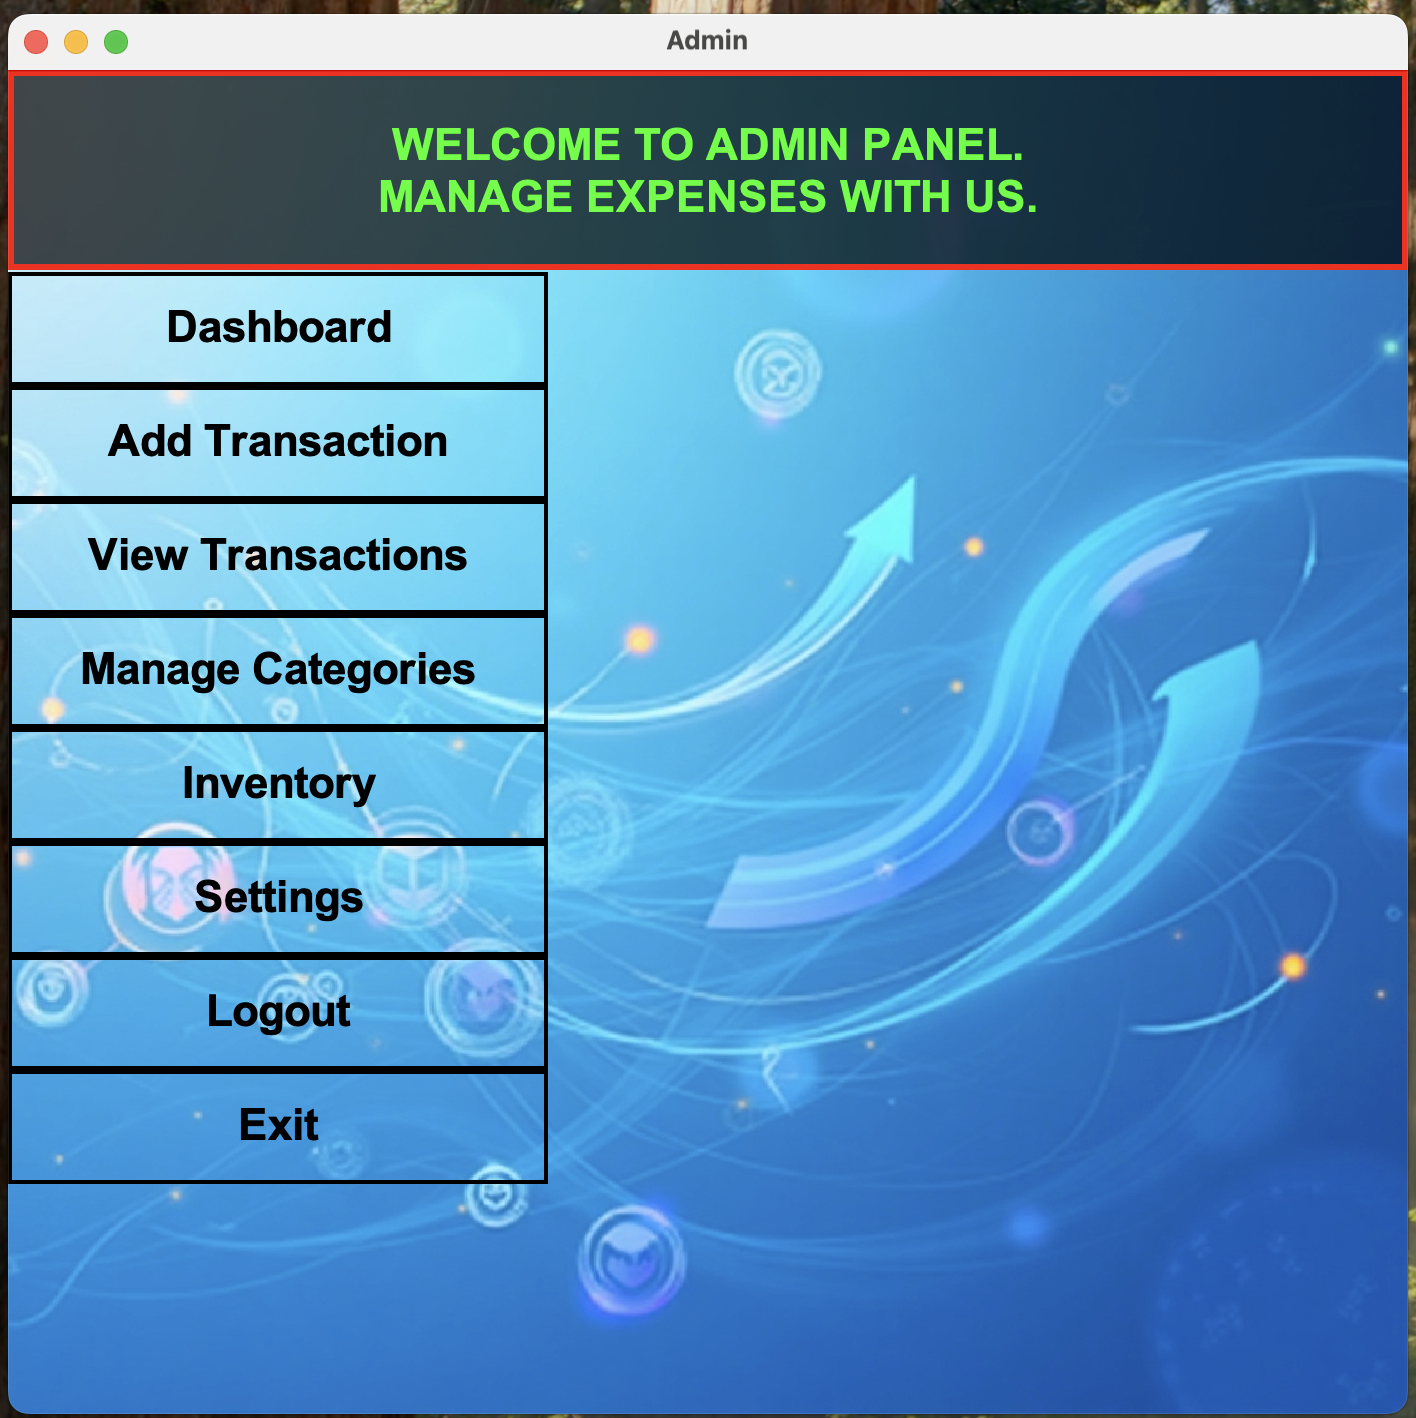 Admin
WELCOME TO ADMIN PANEL.
MANAGE EXPENSES WITH US.
Dashboard
Add Transaction
View Transactions
Manage Categories
Inventory
Settings
Logout
Exit